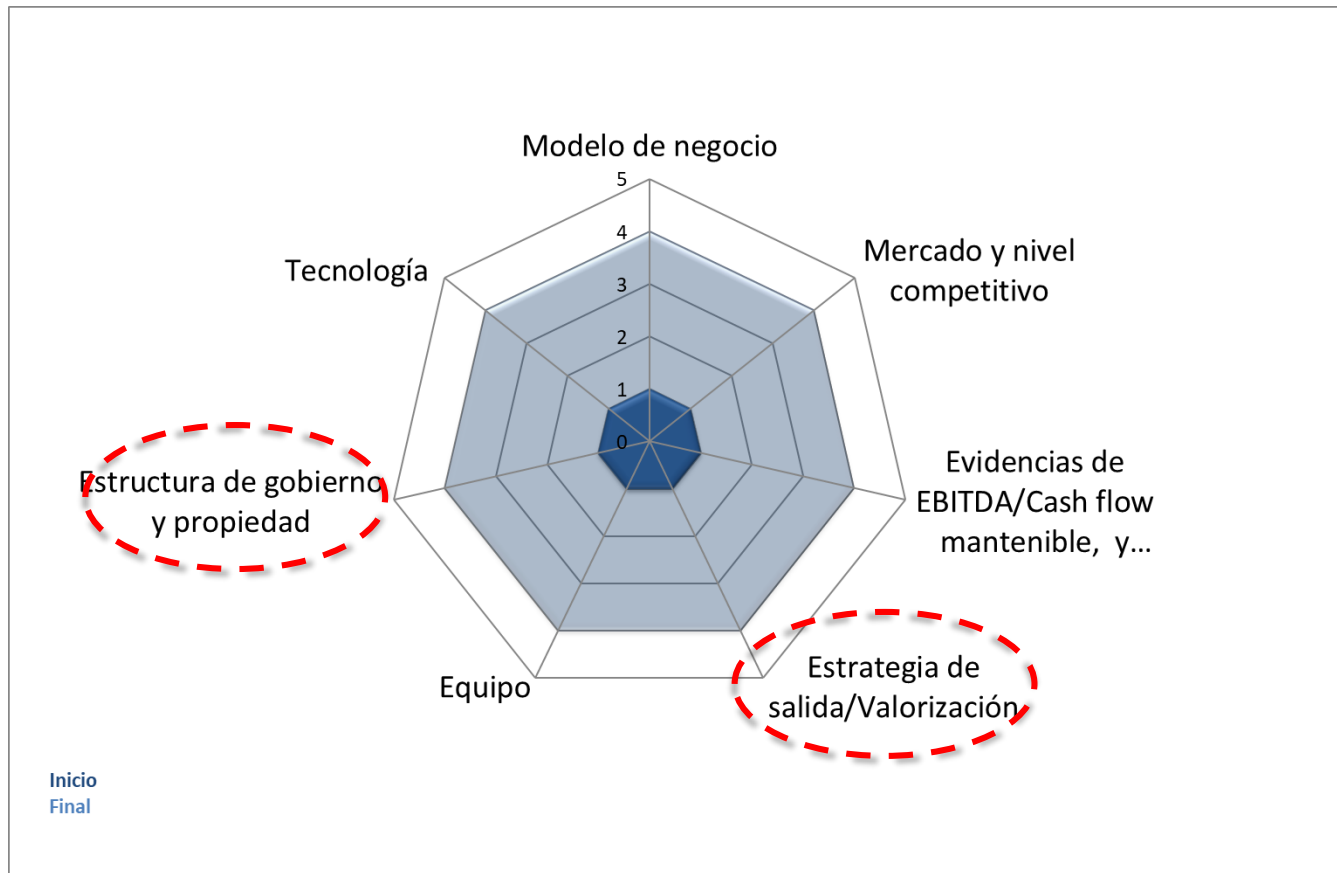 Modelo de negocio
5
4
3
2
1
0
Mercado y nivel
competitivo
Evidencias de
EBITDA/Cash flow
mantenible, y...
Estrategia de
salida/Valorización
Equipo
Estructura de gobierno
y propiedad
Tecnología
Inicio
Final